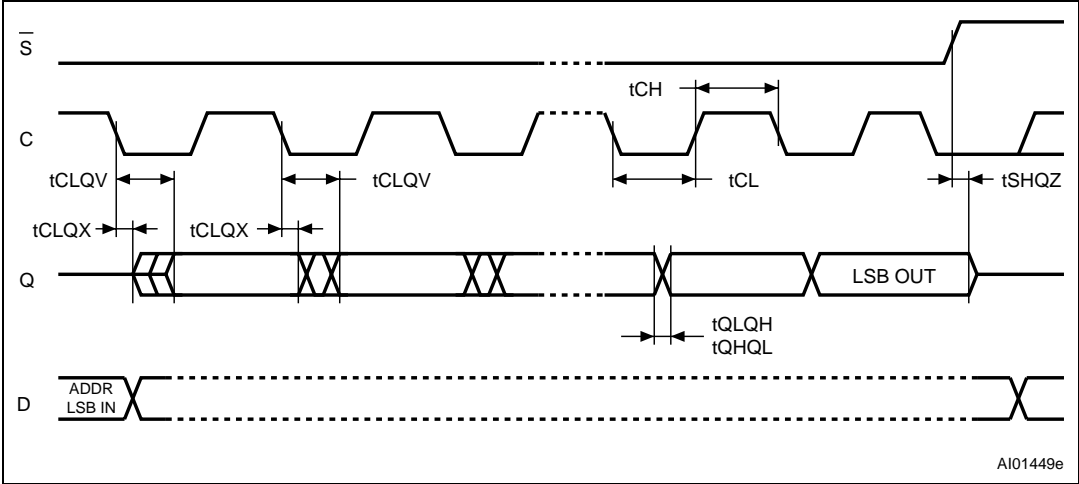 S̅
tCH
C
tCLQV
tCLQV
tCL
tSHQZ
tCLQX
tCLQX
Q
LSB OUT
tQLQH
tQHQL
D
ADDR
LSB IN
AI01449e